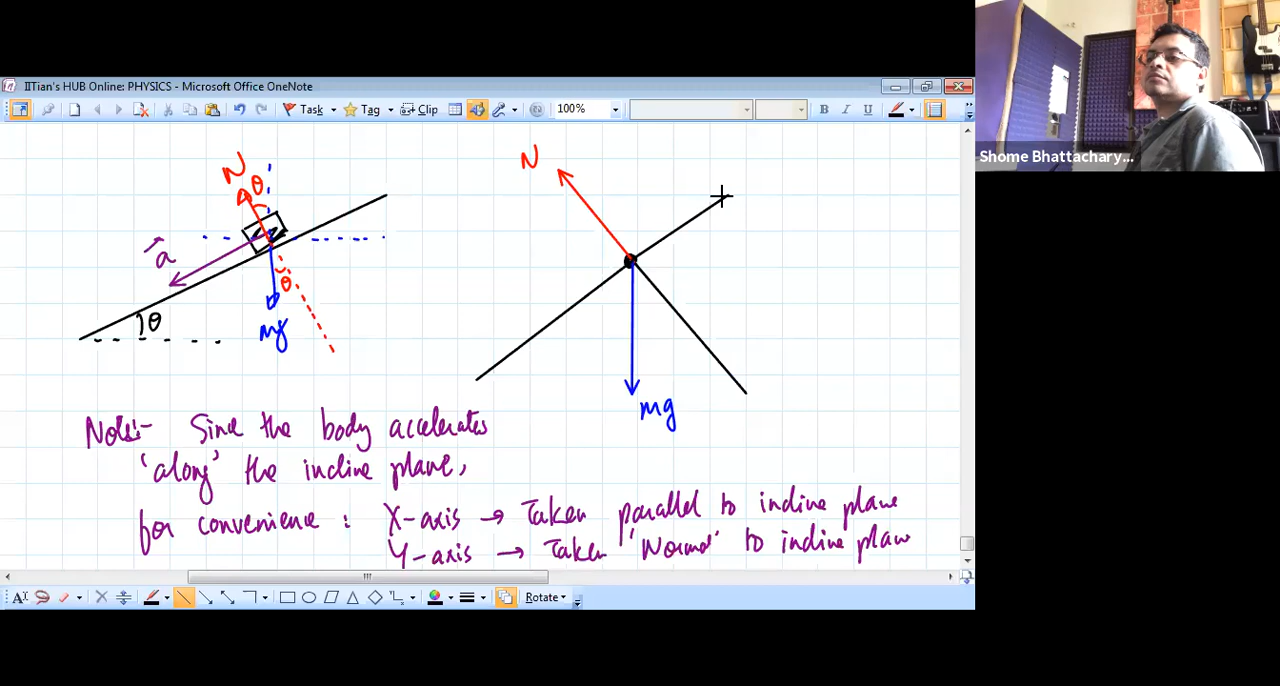 IITian's HUB Online: PHYSICS - Microsoft Office OneNote
Task Tag Clip 100% B I U
N θ
N
a
θ
θ
mg
mg
Note:- Since the body accelerates
'along' the incline plane,
for convenience : X-axis → Taken parallel to incline plane
Y-axis → Taken 'Normal' to incline plane
A Rotate
Shome Bhattachary...